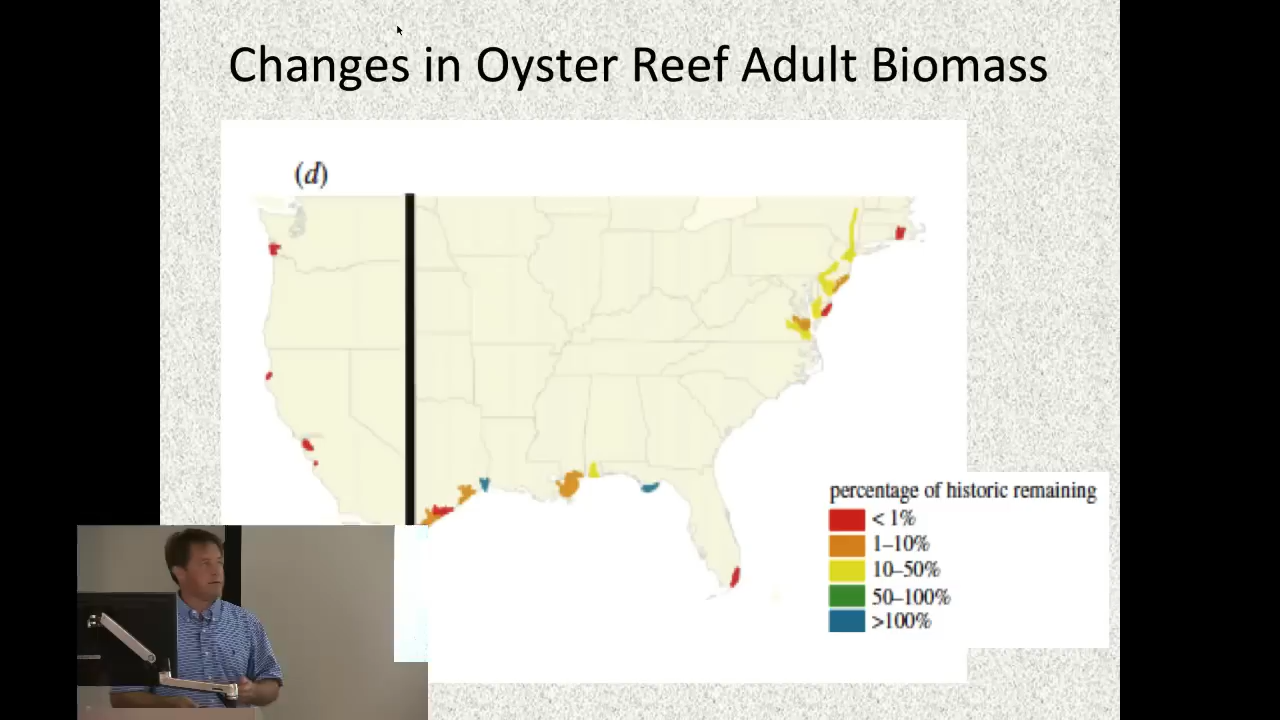 Changes in Oyster Reef Adult Biomass
(d)
percentage of historic remaining
< 1%
1–10%
10–50%
50–100%
>100%